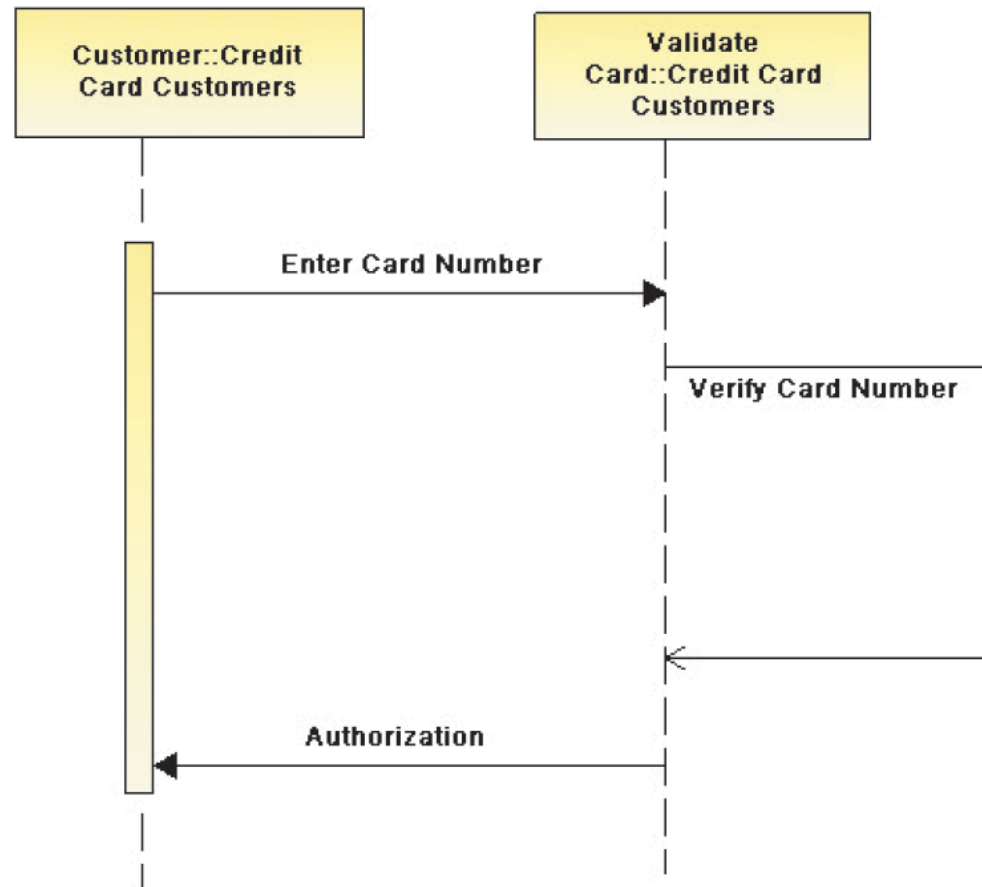 Customer::Credit
Card Customers
Validate
Card::Credit Card
Customers
Enter Card Number
Verify Card Number
Authorization